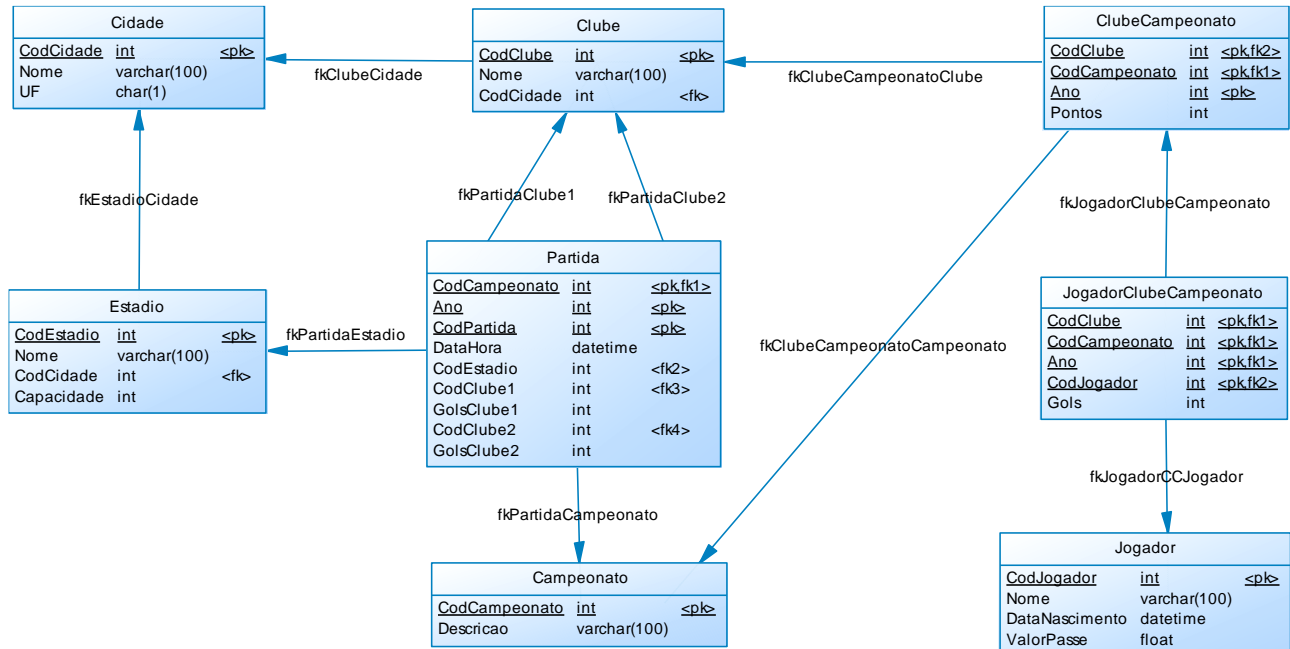 Cidade
CodCidade int <pk>
Nome varchar(100)
UF char(1)
Clube
CodClube int <pk>
Nome varchar(100)
CodCidade int <fk>
ClubeCampeonato
CodClube int <pk,fk2>
CodCampeonato int <pk,fk1>
Ano int <pk>
Pontos int
fkClubeCidade
fkClubeCampeonatoClube
fkEstadioCidade
fkPartidaClube1
fkPartidaClube2
fkJogadorClubeCampeonato
Partida
CodCampeonato int <pk,fk1>
Ano int <pk>
CodPartida int <pk>
DataHora datetime
CodEstadio int <fk2>
CodClube1 int <fk3>
GolsClube1 int
CodClube2 int <fk4>
GolsClube2 int
Estadio
CodEstadio int <pk>
Nome varchar(100)
CodCidade int <fk>
Capacidade int
fkPartidaEstadio
fkClubeCampeonatoCampeonato
JogadorClubeCampeonato
CodClube int <pk,fk1>
CodCampeonato int <pk,fk1>
Ano int <pk,fk1>
CodJogador int <pk,fk2>
Gols int
fkJogadorCCJogador
fkPartidaCampeonato
Campeonato
CodCampeonato int <pk>
Descricao varchar(100)
Jogador
CodJogador int <pk>
Nome varchar(100)
DataNascimento datetime
ValorPasse float